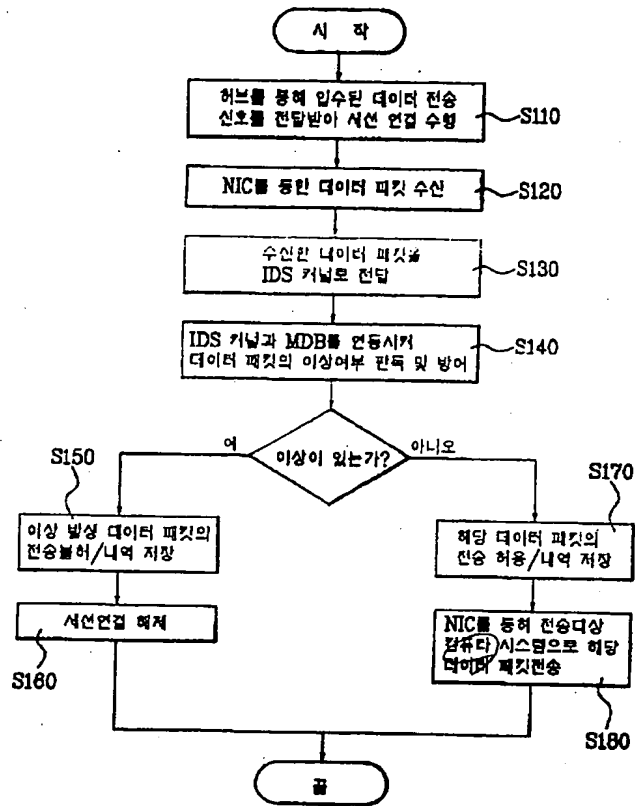 시 작
허브를 통해 입수된 데이터 전송
신호를 전달받아 세션 연결 수행
S110
NIC를 통한 데이터 패킷 수신
S120
수신한 데이터 패킷을
IDS 커널로 전달
S130
IDS 커널과 MDB를 연동시켜
데이터 패킷의 이상여부 판독 및 방어
S140
이상이 있는가?
예
아니오
S150
이상 발생 데이터 패킷의
전송불허/내역 저장
세션연결 해제
S160
S170
해당 데이터 패킷의
전송 허용/내역 저장
NIC를 통해 전송대상
컴퓨터 시스템으로 해당
데이터 패킷전송
S180
끝